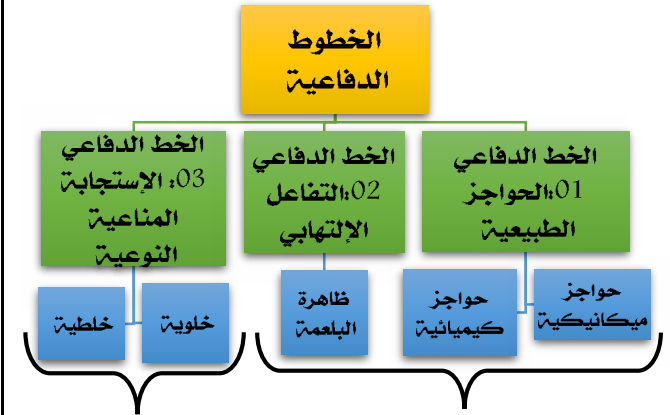 الخطوط
الدفاعية
الخط الدفاعي
01:الحواجز
الطبيعية
الخط الدفاعي
02:التفاعل
الإلتهابي
الخط الدفاعي
03: الإستجابة
المناعية
النوعية
حواجز
ميكانيكية
حواجز
كيميائية
ظاهرة
البلعمة
خلوية
خلطية